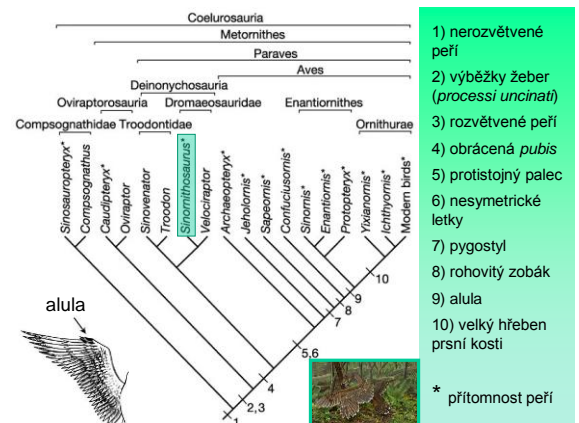 Coelurosauria
Metornithes
Paraves
Aves
Deinonychosauria
Oviraptorosauria
Dromaeosauridae
Enantiornithes
Compsognathidae
Troodontidae
Ornithurae
Sinosauropteryx*
Compsognathus
Caudipteryx*
Oviraptor
Sinovenator
Troodon
Sinornithosaurus*
Velociraptor
Archaeopteryx*
Jeholornis*
Sapeornis*
Confuciusornis*
Sinornis*
Enantiornis*
Protopteryx*
Yixianornis*
Ichthyornis*
Modern birds*
10
9
8
7
5,6
4
2,3
1
alula
1) nerozvětvené
peří
2) výběžky žeber
(processi uncinati)
3) rozvětvené peří
4) obrácená pubis
5) protistojný palec
6) nesymetrické
letky
7) pygostyl
8) rohovitý zobák
9) alula
10) velký hřeben
prsní kosti
* přítomnost peří